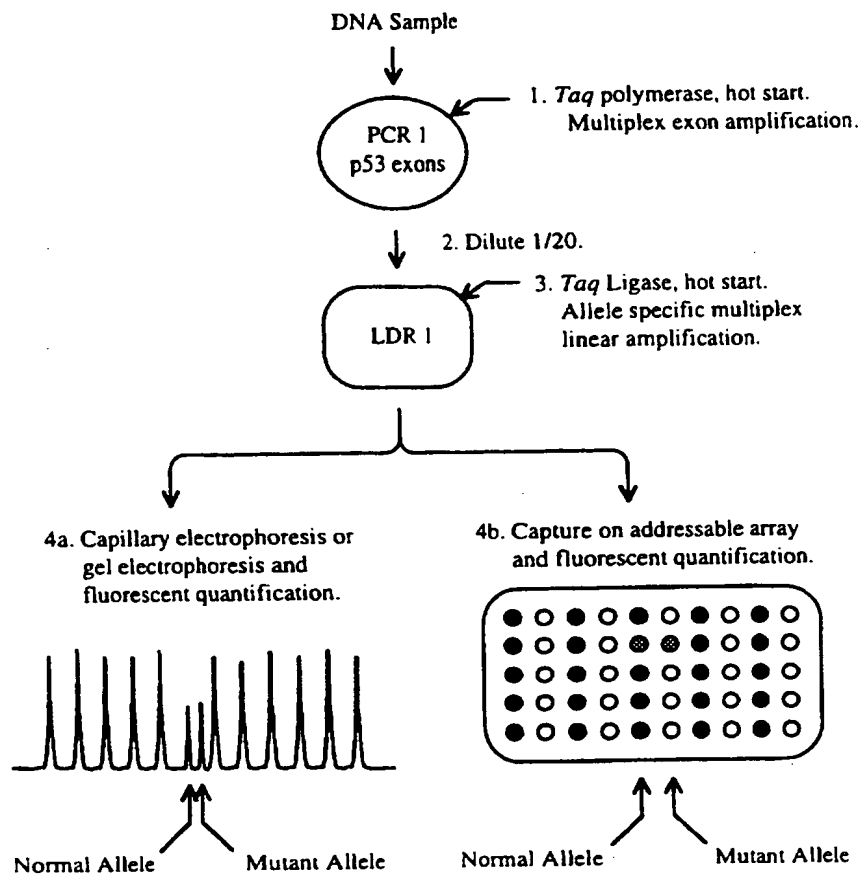 DNA Sample
1. Taq polymerase, hot start.
Multiplex exon amplification.
PCR 1
p53 exons
2. Dilute 1/20.
3. Taq Ligase, hot start.
Allele specific multiplex
linear amplification.
LDR 1
4a. Capillary electrophoresis or
gel electrophoresis and
fluorescent quantification.
4b. Capture on addressable array
and fluorescent quantification.
Normal Allele
Mutant Allele
Normal Allele
Mutant Allele